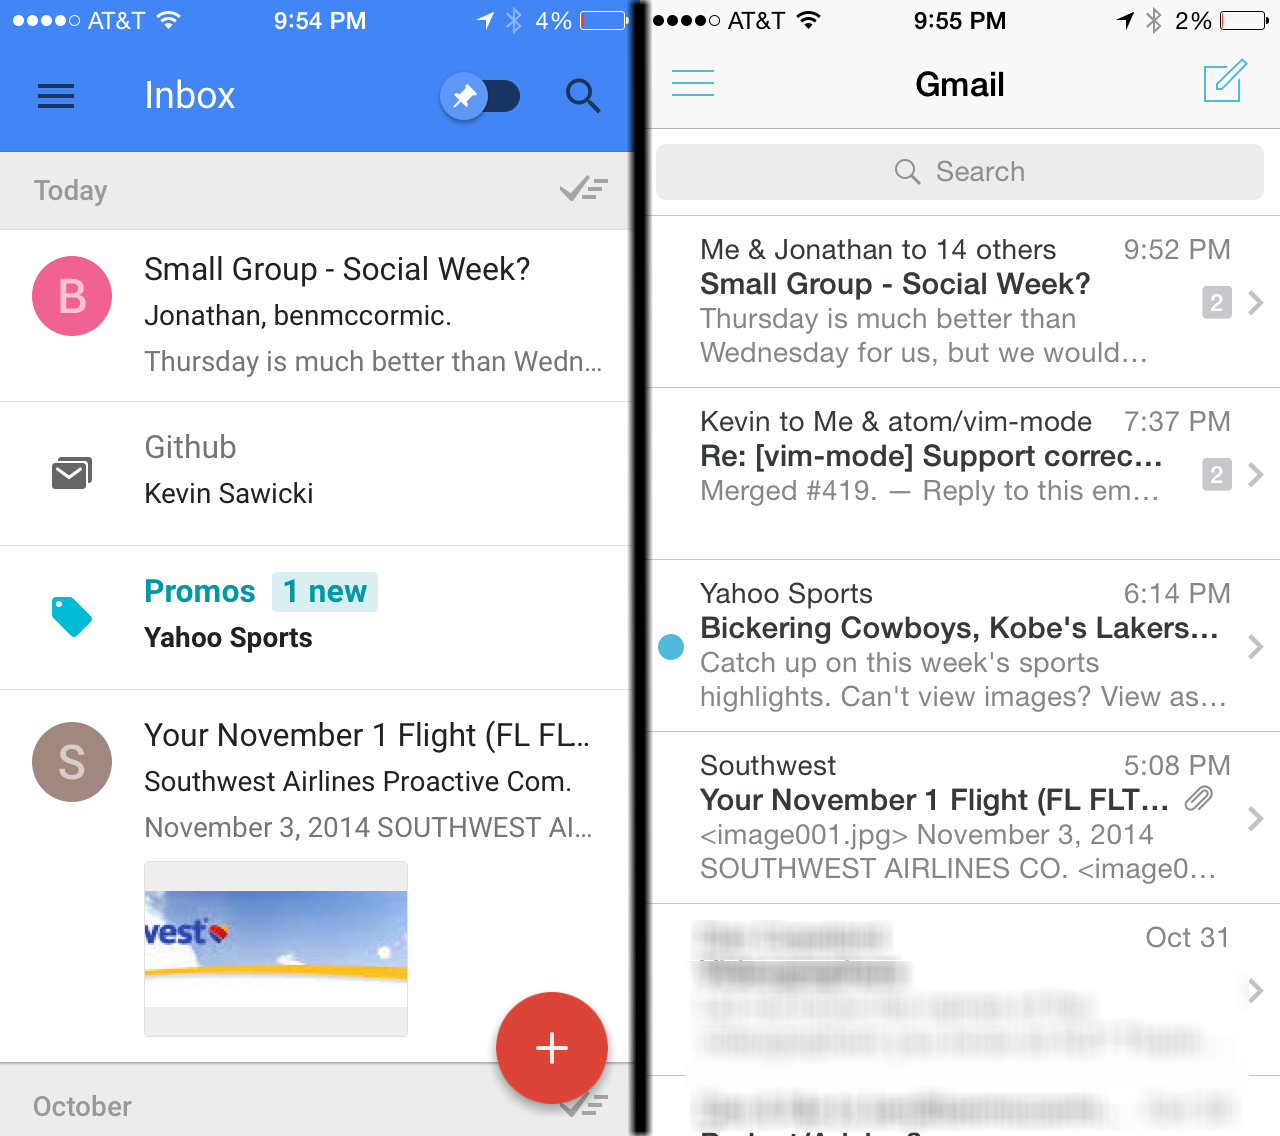 AT&T 9:54 PM 4%
Inbox
Today
B
Small Group - Social Week?
Jonathan, benmccormic.
Thursday is much better than Wedn...
Github
Kevin Sawicki
Promos 1 new
Yahoo Sports
S
Your November 1 Flight (FL FL...
Southwest Airlines Proactive Com.
November 3, 2014 SOUTHWEST AI...
vest
October
AT&T 9:55 PM 2%
Gmail
Search
Me & Jonathan to 14 others 9:52 PM
Small Group - Social Week?
2
Thursday is much better than
Wednesday for us, but we would...
Kevin to Me & atom/vim-mode 7:37 PM
Re: [vim-mode] Support correc...
2
Merged #419. — Reply to this em...
Yahoo Sports 6:14 PM
Bickering Cowboys, Kobe's Lakers...
Catch up on this week's sports
highlights. Can't view images? View as...
Southwest 5:08 PM
Your November 1 Flight (FL FLT...
<image001.jpg> November 3, 2014
SOUTHWEST AIRLINES CO. <image0...
Oct 31